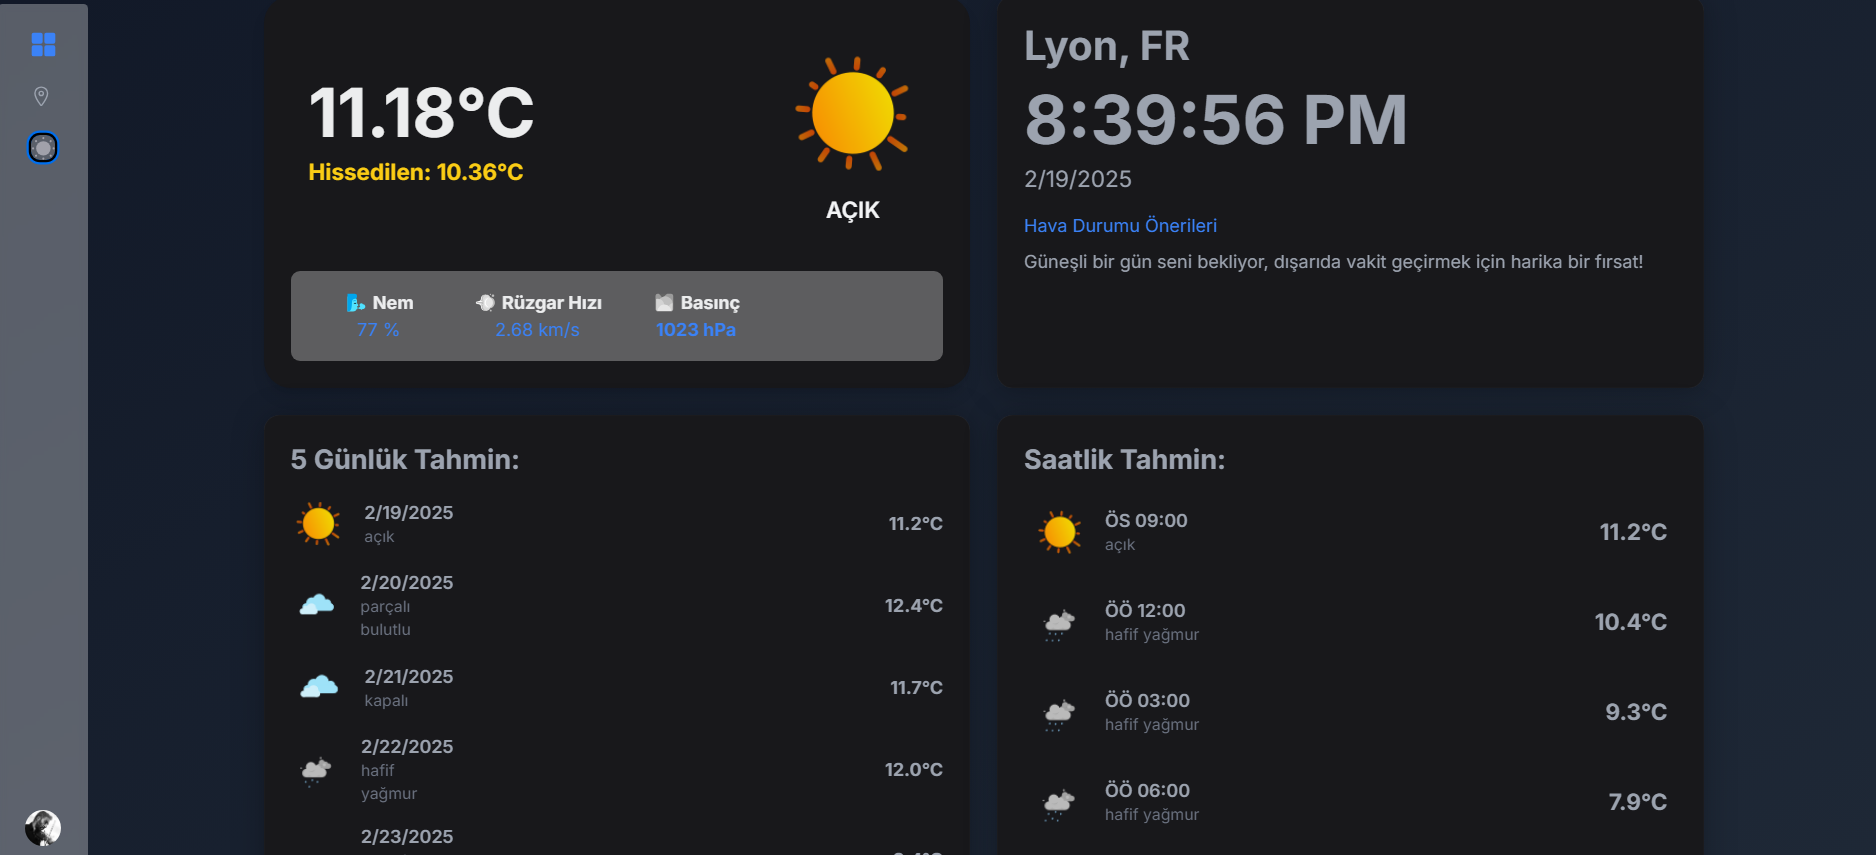 11.18°C
Hissedilen: 10.36°C
AÇIK
Nem
77 %
Rüzgar Hızı
2.68 km/s
Basınç
1023 hPa
Lyon, FR
8:39:56 PM
2/19/2025
Hava Durumu Önerileri
Güneşli bir gün seni bekliyor, dışarıda vakit geçirmek için harika bir fırsat!
5 Günlük Tahmin:
2/19/2025
açık
11.2°C
2/20/2025
parçalı
bulutlu
12.4°C
2/21/2025
kapalı
11.7°C
2/22/2025
hafif
yağmur
12.0°C
2/23/2025
Saatlik Tahmin:
ÖS 09:00
açık
11.2°C
ÖÖ 12:00
hafif yağmur
10.4°C
ÖÖ 03:00
hafif yağmur
9.3°C
ÖÖ 06:00
hafif yağmur
7.9°C